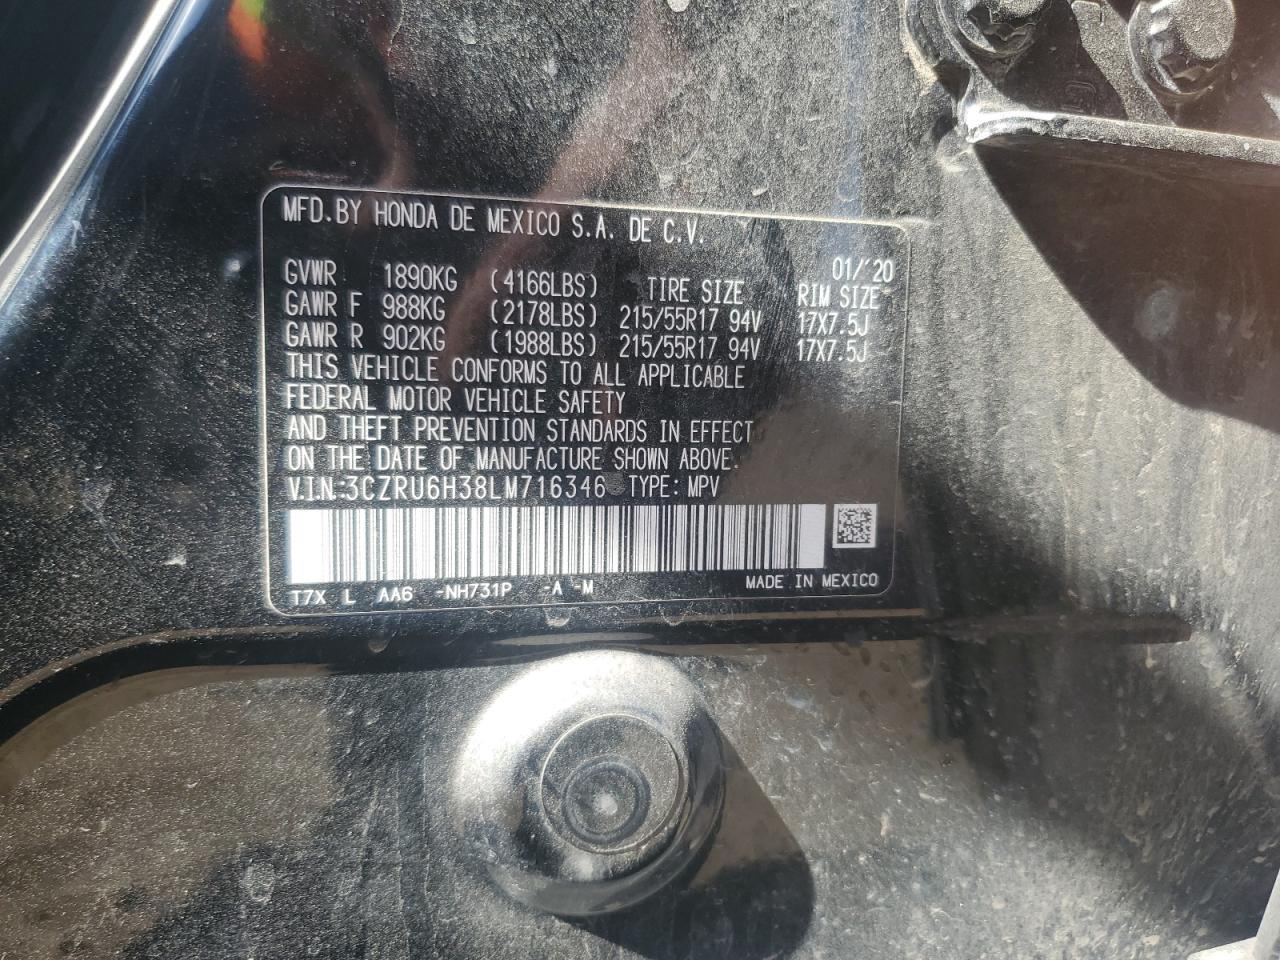 MFD. BY HONDA DE MEXICO S.A. DE C.V.
01/'20
GVWR 1890KG (4166LBS) TIRE SIZE RIM SIZE
GAWR F 988KG (2178LBS) 215/55R17 94V 17X7.5J
GAWR R 902KG (1988LBS) 215/55R17 94V 17X7.5J
THIS VEHICLE CONFORMS TO ALL APPLICABLE
FEDERAL MOTOR VEHICLE SAFETY
AND THEFT PREVENTION STANDARDS IN EFFECT
ON THE DATE OF MANUFACTURE SHOWN ABOVE.
V.I.N.:3CZRU6H38LM716346 TYPE: MPV
T7X L AA6 -NH731P -A -M MADE IN MEXICO